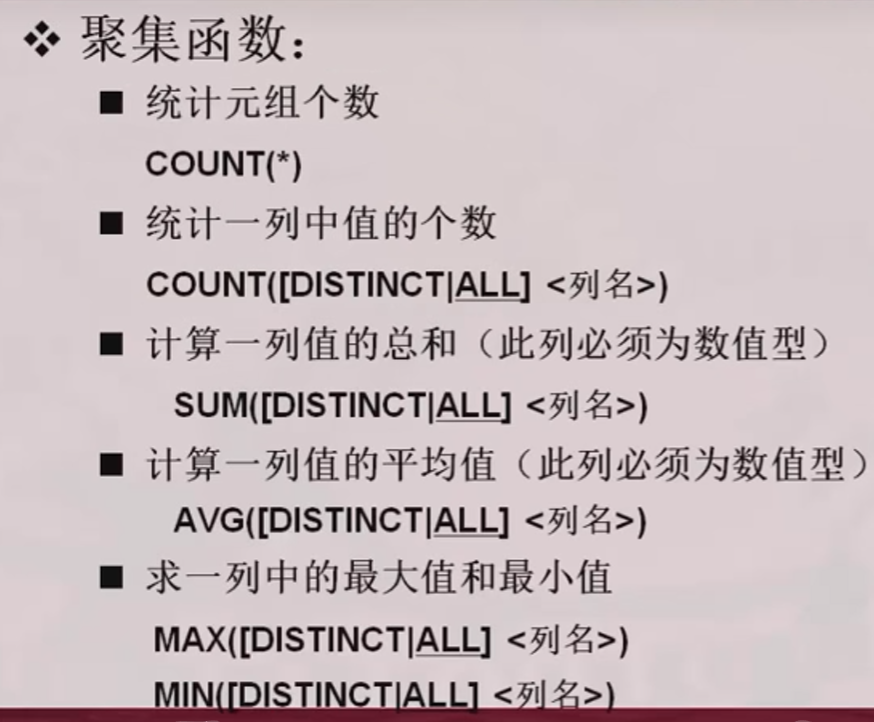 ❖ 聚集函数：
■ 统计元组个数
COUNT(*)
■ 统计一列中值的个数
COUNT([DISTINCT|ALL] <列名>)
■ 计算一列值的总和（此列必须为数值型）
SUM([DISTINCT|ALL] <列名>)
■ 计算一列值的平均值（此列必须为数值型）
AVG([DISTINCT|ALL] <列名>)
■ 求一列中的最大值和最小值
MAX([DISTINCT|ALL] <列名>)
MIN([DISTINCT|ALL] <列名>)